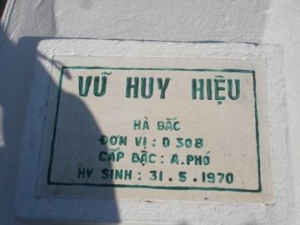 VŨ HUY HIỆU
HÀ BẮC
ĐƠN VỊ : D 308
CẤP BẬC : A.PHÓ
HY SINH : 31.5.1970